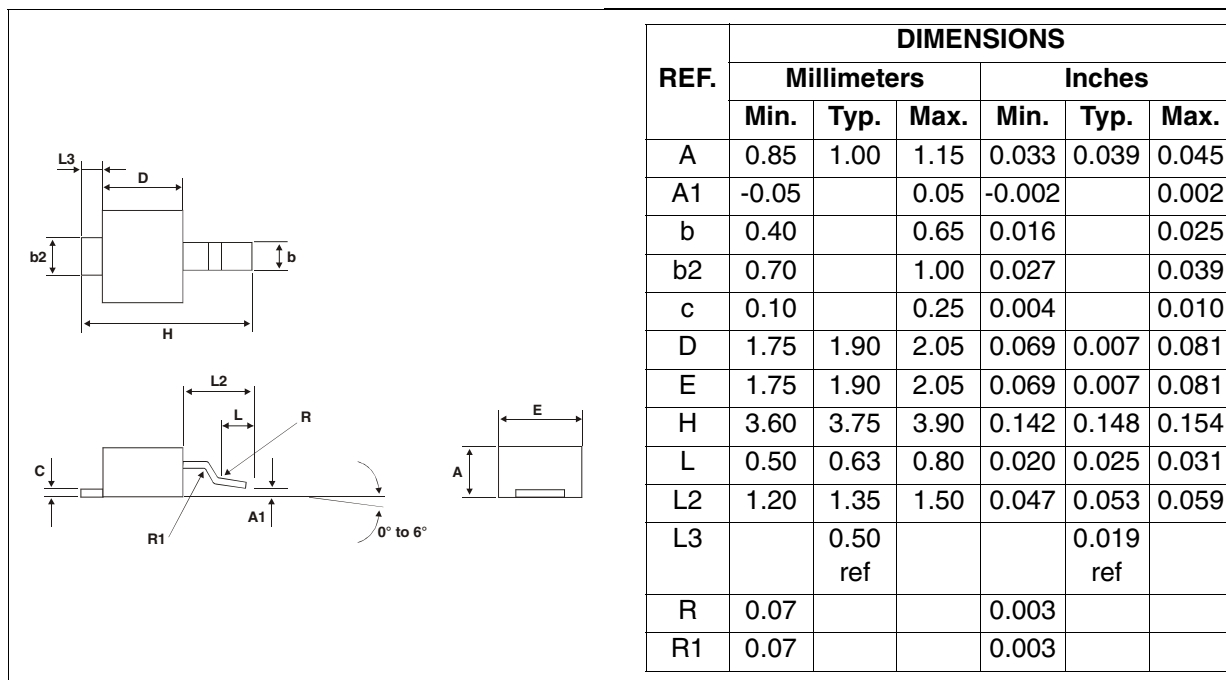 L3
D
b2
b
H
L2
L
R
C
A1
R1
0° to 6°
E
A
DIMENSIONS
REF. Millimeters Inches
Min. Typ. Max. Min. Typ. Max.
A 0.85 1.00 1.15 0.033 0.039 0.045
A1 -0.05 0.05 -0.002 0.002
b 0.40 0.65 0.016 0.025
b2 0.70 1.00 0.027 0.039
c 0.10 0.25 0.004 0.010
D 1.75 1.90 2.05 0.069 0.007 0.081
E 1.75 1.90 2.05 0.069 0.007 0.081
H 3.60 3.75 3.90 0.142 0.148 0.154
L 0.50 0.63 0.80 0.020 0.025 0.031
L2 1.20 1.35 1.50 0.047 0.053 0.059
L3 0.50 0.019
ref ref
R 0.07 0.003
R1 0.07 0.003